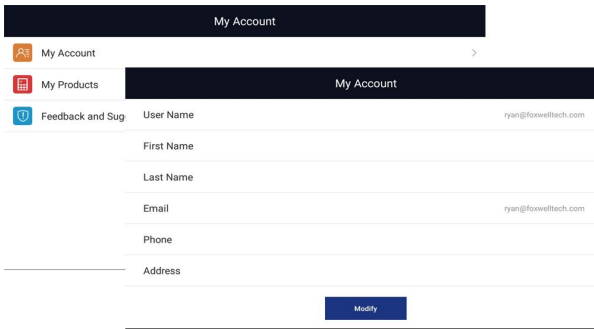 My Account
My Account
My Products
Feedback and Sug
My Account
User Name ryan@foxwelltech.com
First Name
Last Name
Email ryan@foxwelltech.com
Phone
Address
Modify